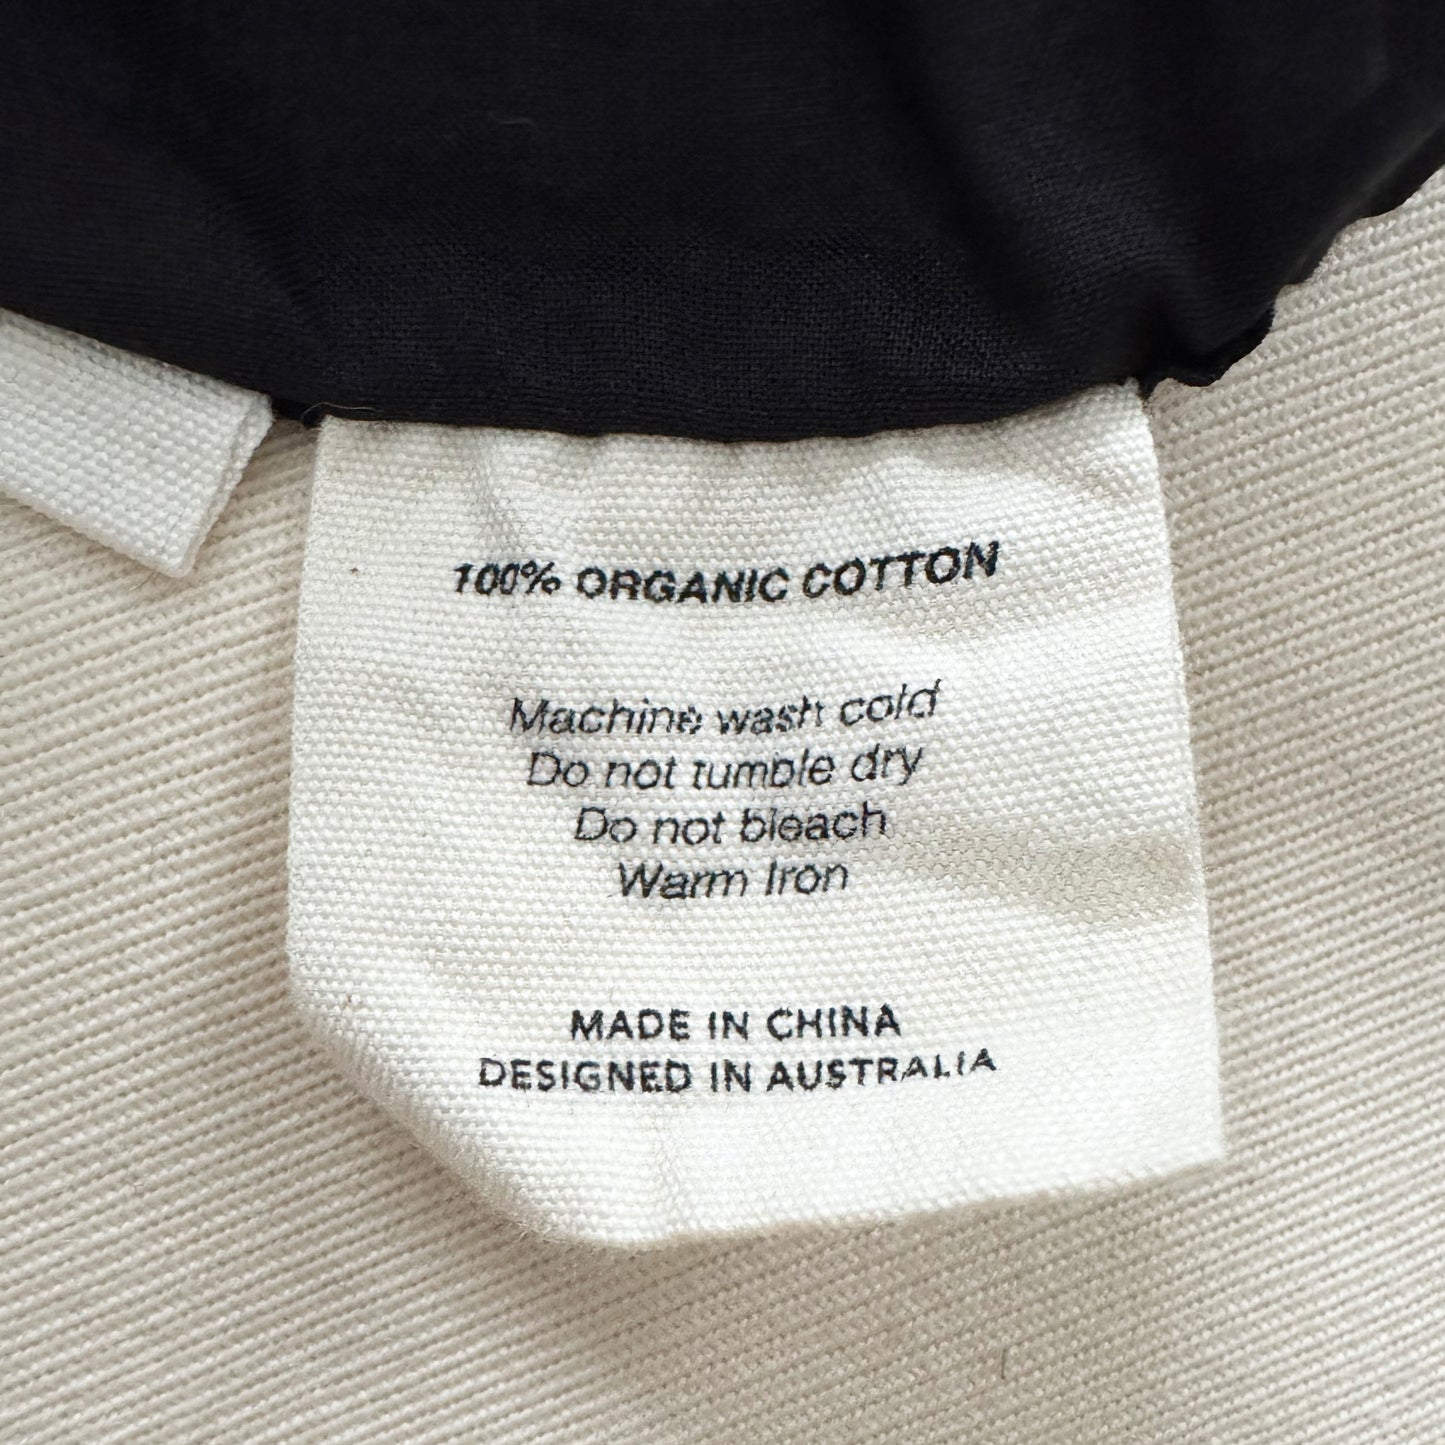 100% ORGANIC COTTON
Machine wash cold
Do not tumble dry
Do not bleach
Warm Iron
MADE IN CHINA
DESIGNED IN AUSTRALIA